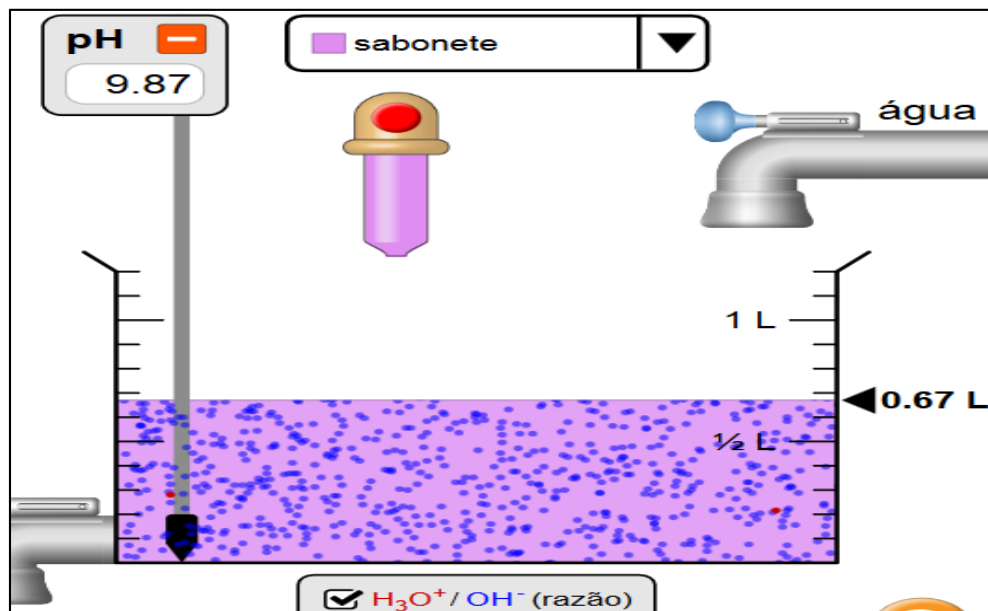 pH
9.87
sabonete
água
1 L
0.67 L
½ L
H₃O⁺/OH⁻ (razão)